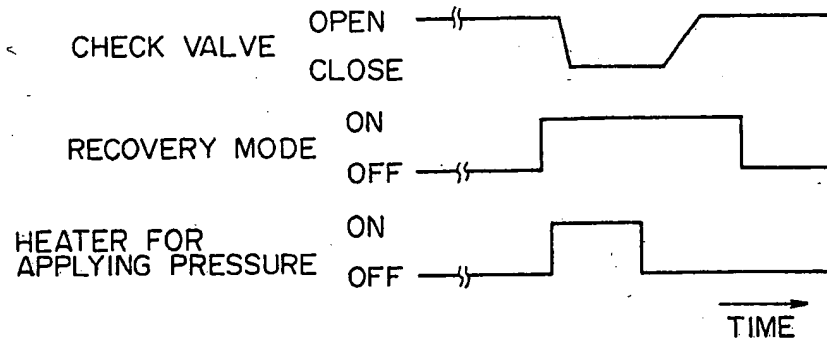 OPEN
CHECK VALVE
CLOSE
ON
RECOVERY MODE
OFF
ON
HEATER FOR
APPLYING PRESSURE
OFF
TIME